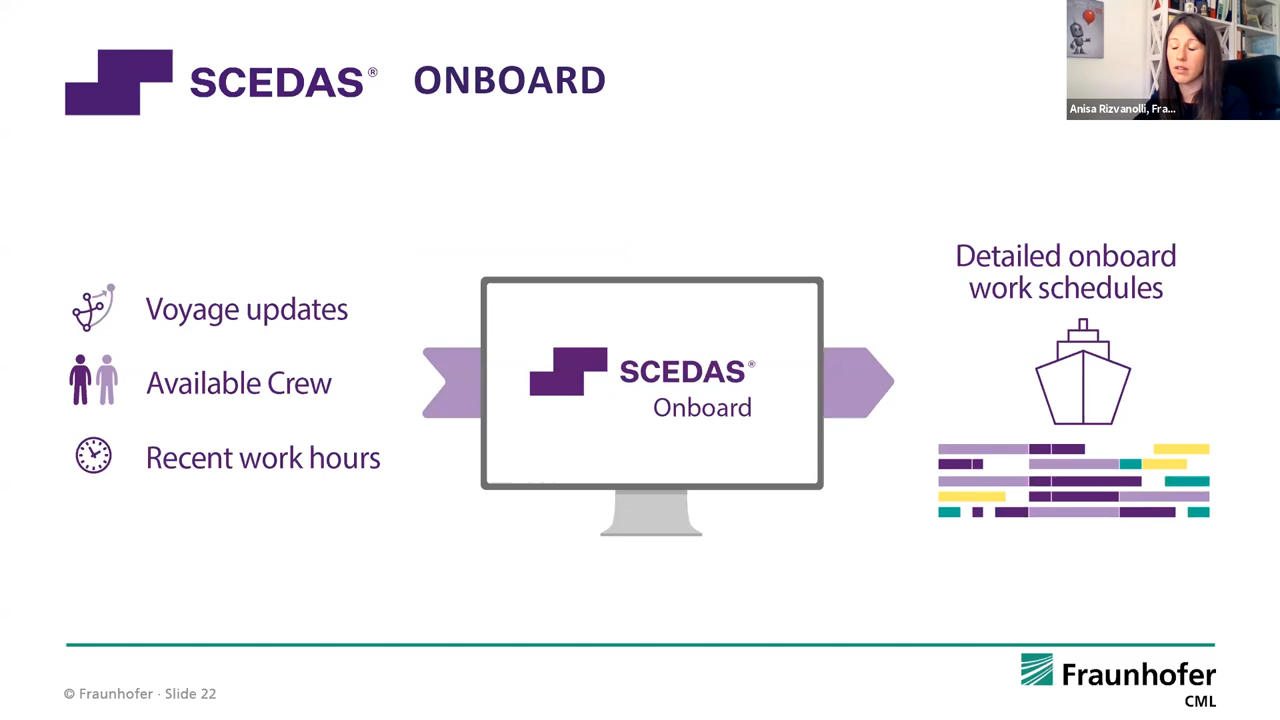 SCEDAS® ONBOARD
Anisa Rizvanolli, Fra...
Voyage updates
Available Crew
Recent work hours
SCEDAS®
Onboard
Detailed onboard
work schedules
© Fraunhofer · Slide 22
Fraunhofer
CML